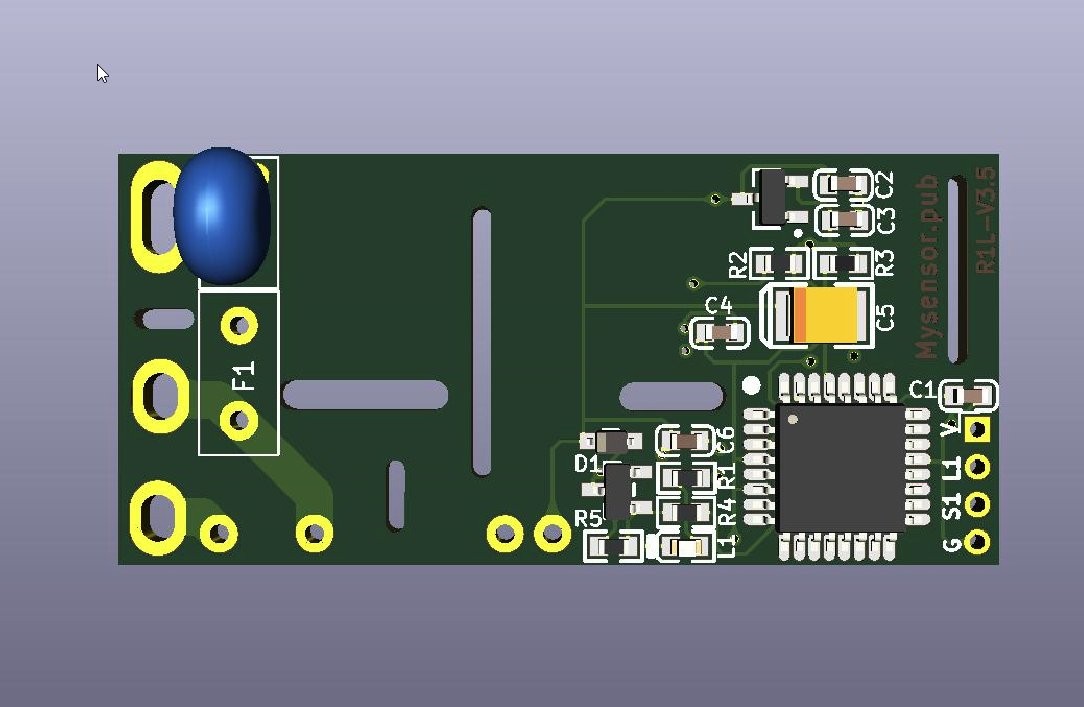 C2
C3
R2
R3
C4
C5
Mysensor.pub
R1L-V3.5
F1
C1
V
D1
C6
R1
L1
S1
R5
R4
L1
G